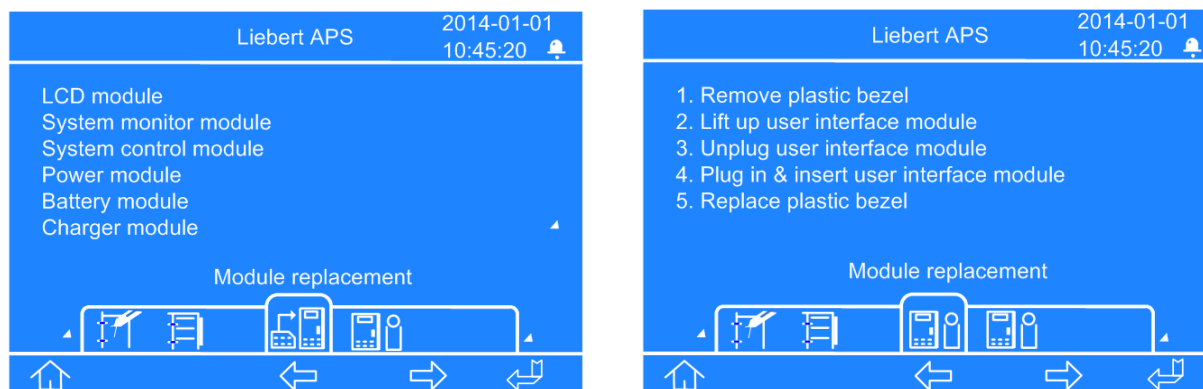 Liebert APS
2014-01-01
10:45:20
LCD module
System monitor module
System control module
Power module
Battery module
Charger module
Module replacement
Liebert APS
2014-01-01
10:45:20
1. Remove plastic bezel
2. Lift up user interface module
3. Unplug user interface module
4. Plug in & insert user interface module
5. Replace plastic bezel
Module replacement